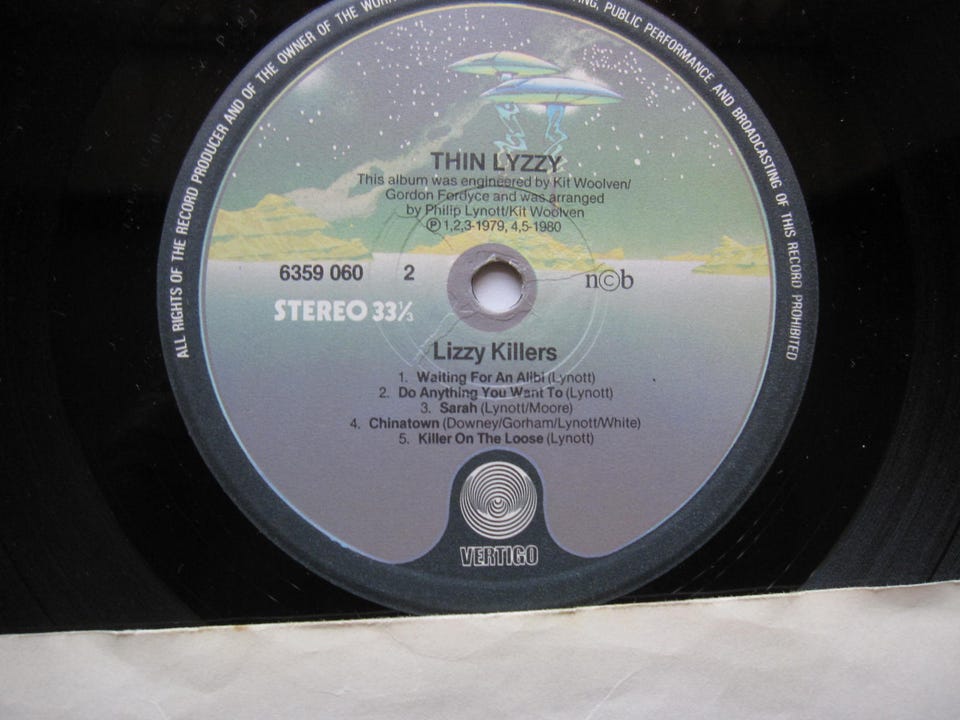 ALL RIGHTS OF THE RECORD PRODUCER AND OF THE OWNER OF THE
PUBLIC PERFORMANCE AND BROADCASTING OF THIS RECORD PROHIBITED
THIN LYZZY
This album was engineered by Kit Woolven/
Gordon Fordyce and was arranged
by Philip Lynott/Kit Woolven
Ⓟ 1,2,3-1979, 4,5-1980
6359 060 2
n©b
STEREO 33⅓
Lizzy Killers
1. Waiting For An Alibi (Lynott)
2. Do Anything You Want To (Lynott)
3. Sarah (Lynott/Moore)
4. Chinatown (Downey/Gorham/Lynott/White)
5. Killer On The Loose (Lynott)
VERTIGO